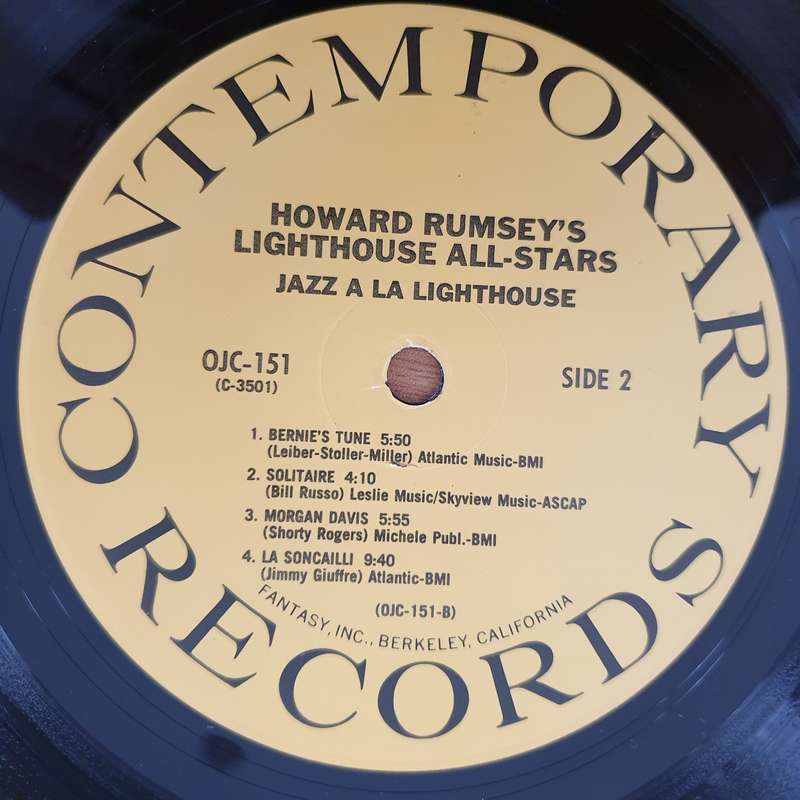 CONTEMPORARY
HOWARD RUMSEY'S
LIGHTHOUSE ALL-STARS
JAZZ A LA LIGHTHOUSE
OJC-151
(C-3501)
SIDE 2
1. BERNIE'S TUNE 5:50
(Leiber-Stoller-Miller) Atlantic Music-BMI
2. SOLITAIRE 4:10
(Bill Russo) Leslie Music/Skyview Music-ASCAP
3. MORGAN DAVIS 5:55
(Shorty Rogers) Michele Publ.-BMI
4. LA SONCAILLI 9:40
(Jimmy Giuffre) Atlantic-BMI
(OJC-151-B)
FANTASY, INC., BERKELEY, CALIFORNIA
RECORDS